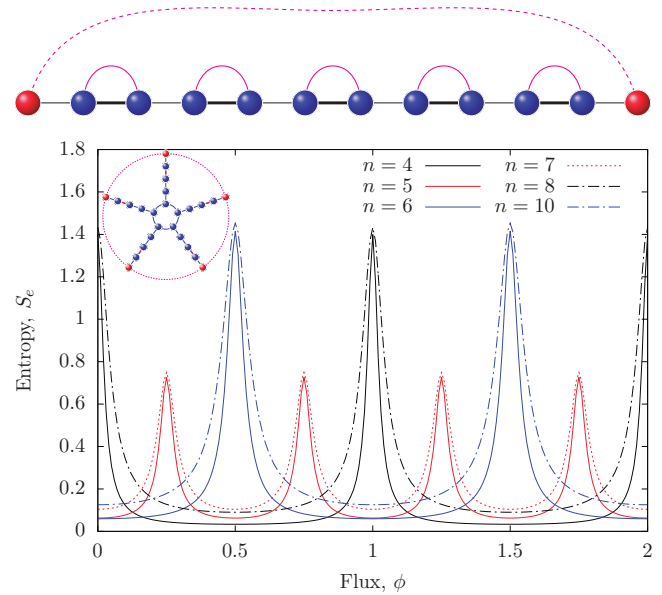 1.8
1.6
1.4
1.2
1
0.8
0.6
0.4
0.2
0
Entropy, S_e
n = 4
n = 5
n = 6
n = 7
n = 8
n = 10
0 0.5 1 1.5 2
Flux, ϕ